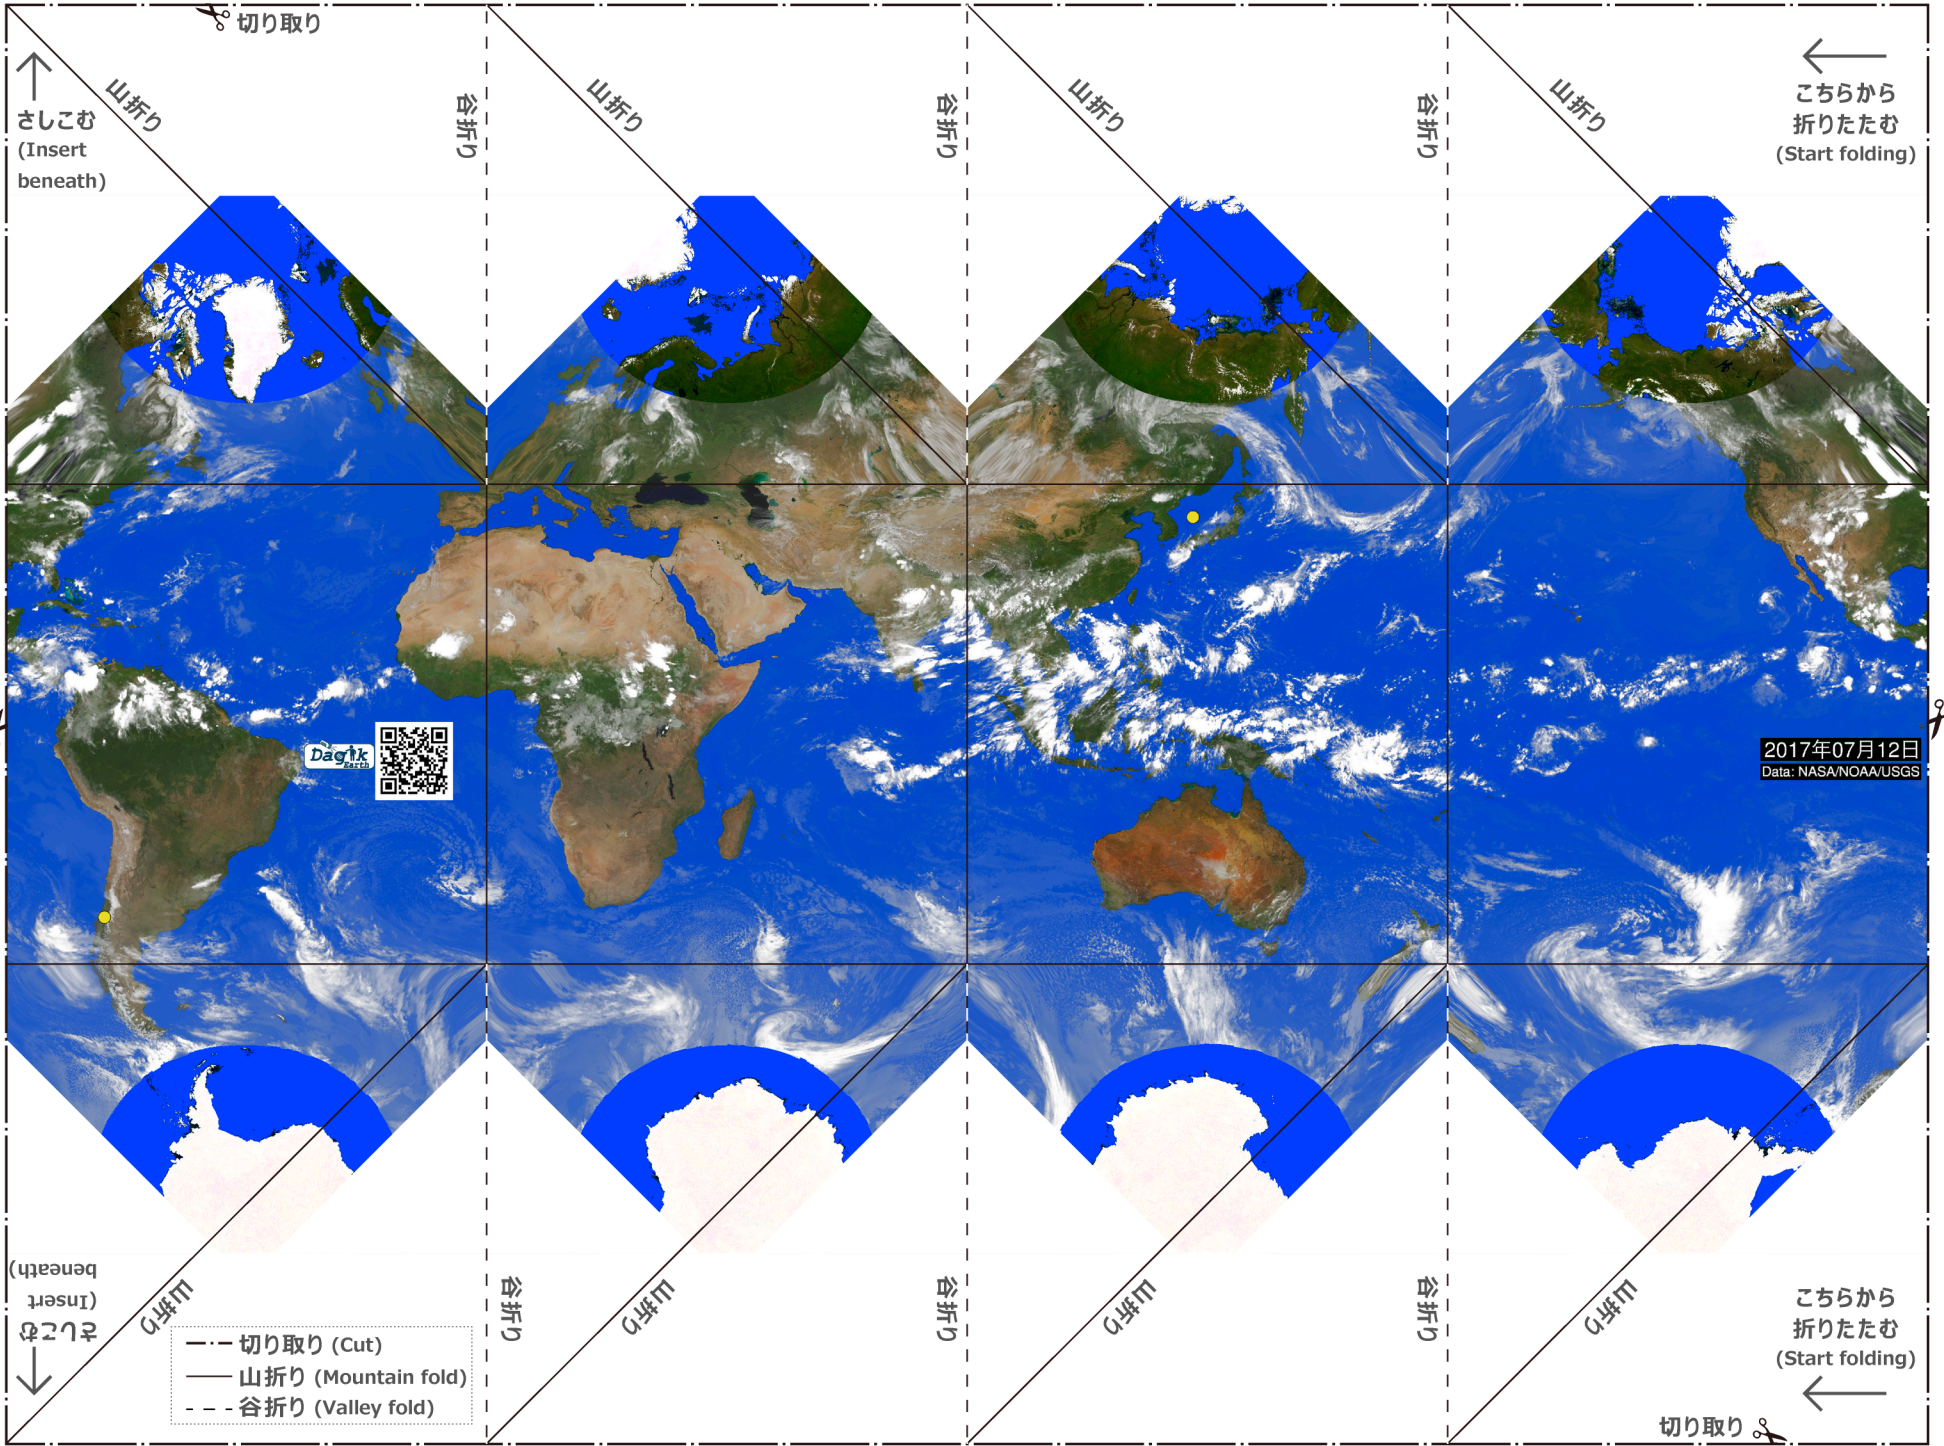 切り取り
さしこむ
(Insert
beneath)
山折り
谷折り
山折り
谷折り
山折り
谷折り
山折り
こちらから
折りたたむ
(Start folding)
Dagik
Earth
2017年07月12日
Data: NASA/NOAA/USGS
さしこむ
(Insert
beneath)
山折り
谷折り
山折り
谷折り
山折り
谷折り
山折り
こちらから
折りたたむ
(Start folding)
切り取り (Cut)
山折り (Mountain fold)
谷折り (Valley fold)
切り取り